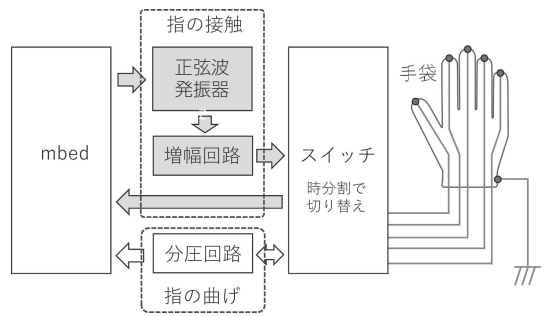 指の接触
正弦波
発振器
mbed
増幅回路
スイッチ
時分割で
切り替え
手袋
分圧回路
指の曲げ